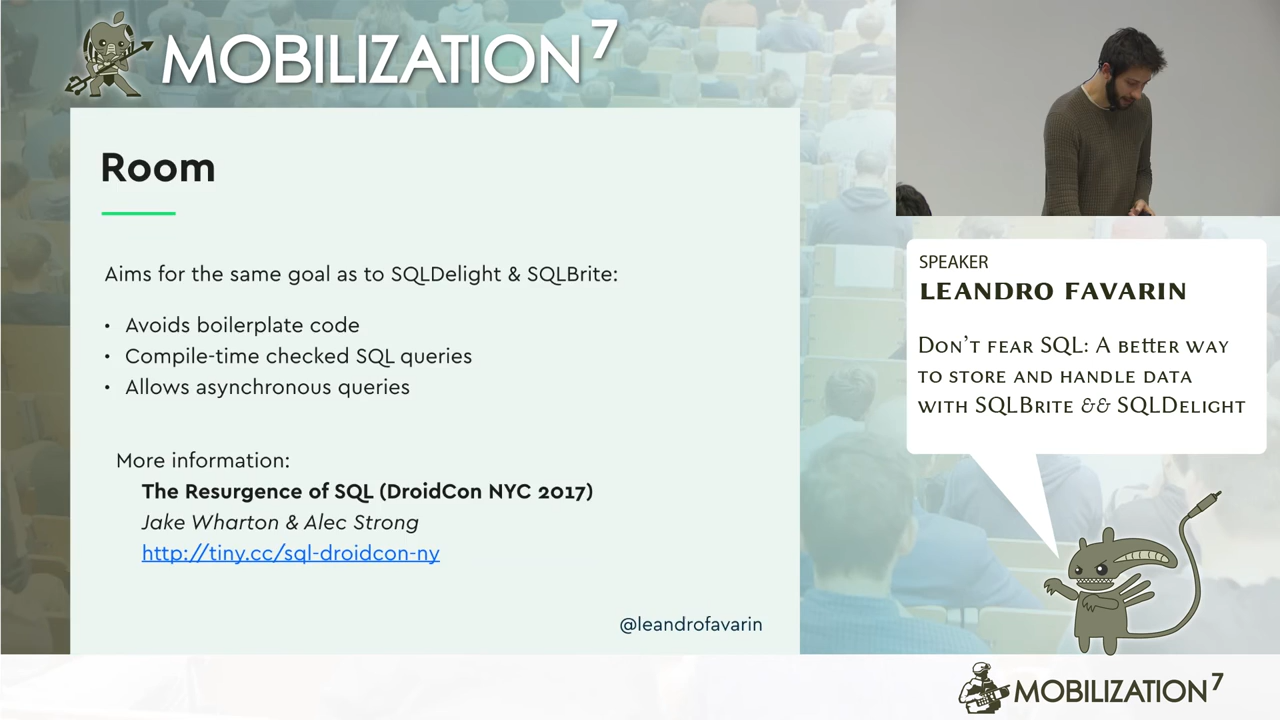 MOBILIZATION 7
Room
Aims for the same goal as to SQLDelight & SQLBrite:
• Avoids boilerplate code
• Compile-time checked SQL queries
• Allows asynchronous queries
More information:
The Resurgence of SQL (DroidCon NYC 2017)
Jake Wharton & Alec Strong
http://tiny.cc/sql-droidcon-ny
@leandrofavarin
SPEAKER
LEANDRO FAVARIN
DON'T FEAR SQL: A BETTER WAY
TO STORE AND HANDLE DATA
WITH SQLBRITE && SQLDELIGHT
MOBILIZATION 7